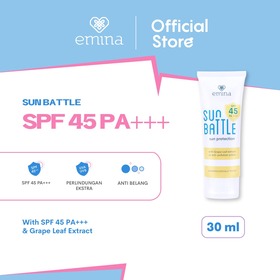 emina
Official
Store
SUN BATTLE
SPF 45 PA+++
SPF 45 PA+++
PERLINDUNGAN
EKSTRA
ANTI BELANG
With SPF 45 PA+++
& Grape Leaf Extract
emina
SUN
45
BATTLE
sun protection
30 ml